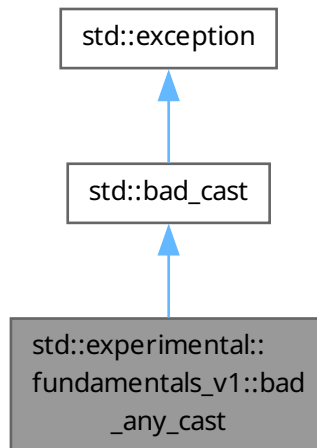 std::exception
std::bad_cast
std::experimental::
fundamentals_v1::bad
_any_cast